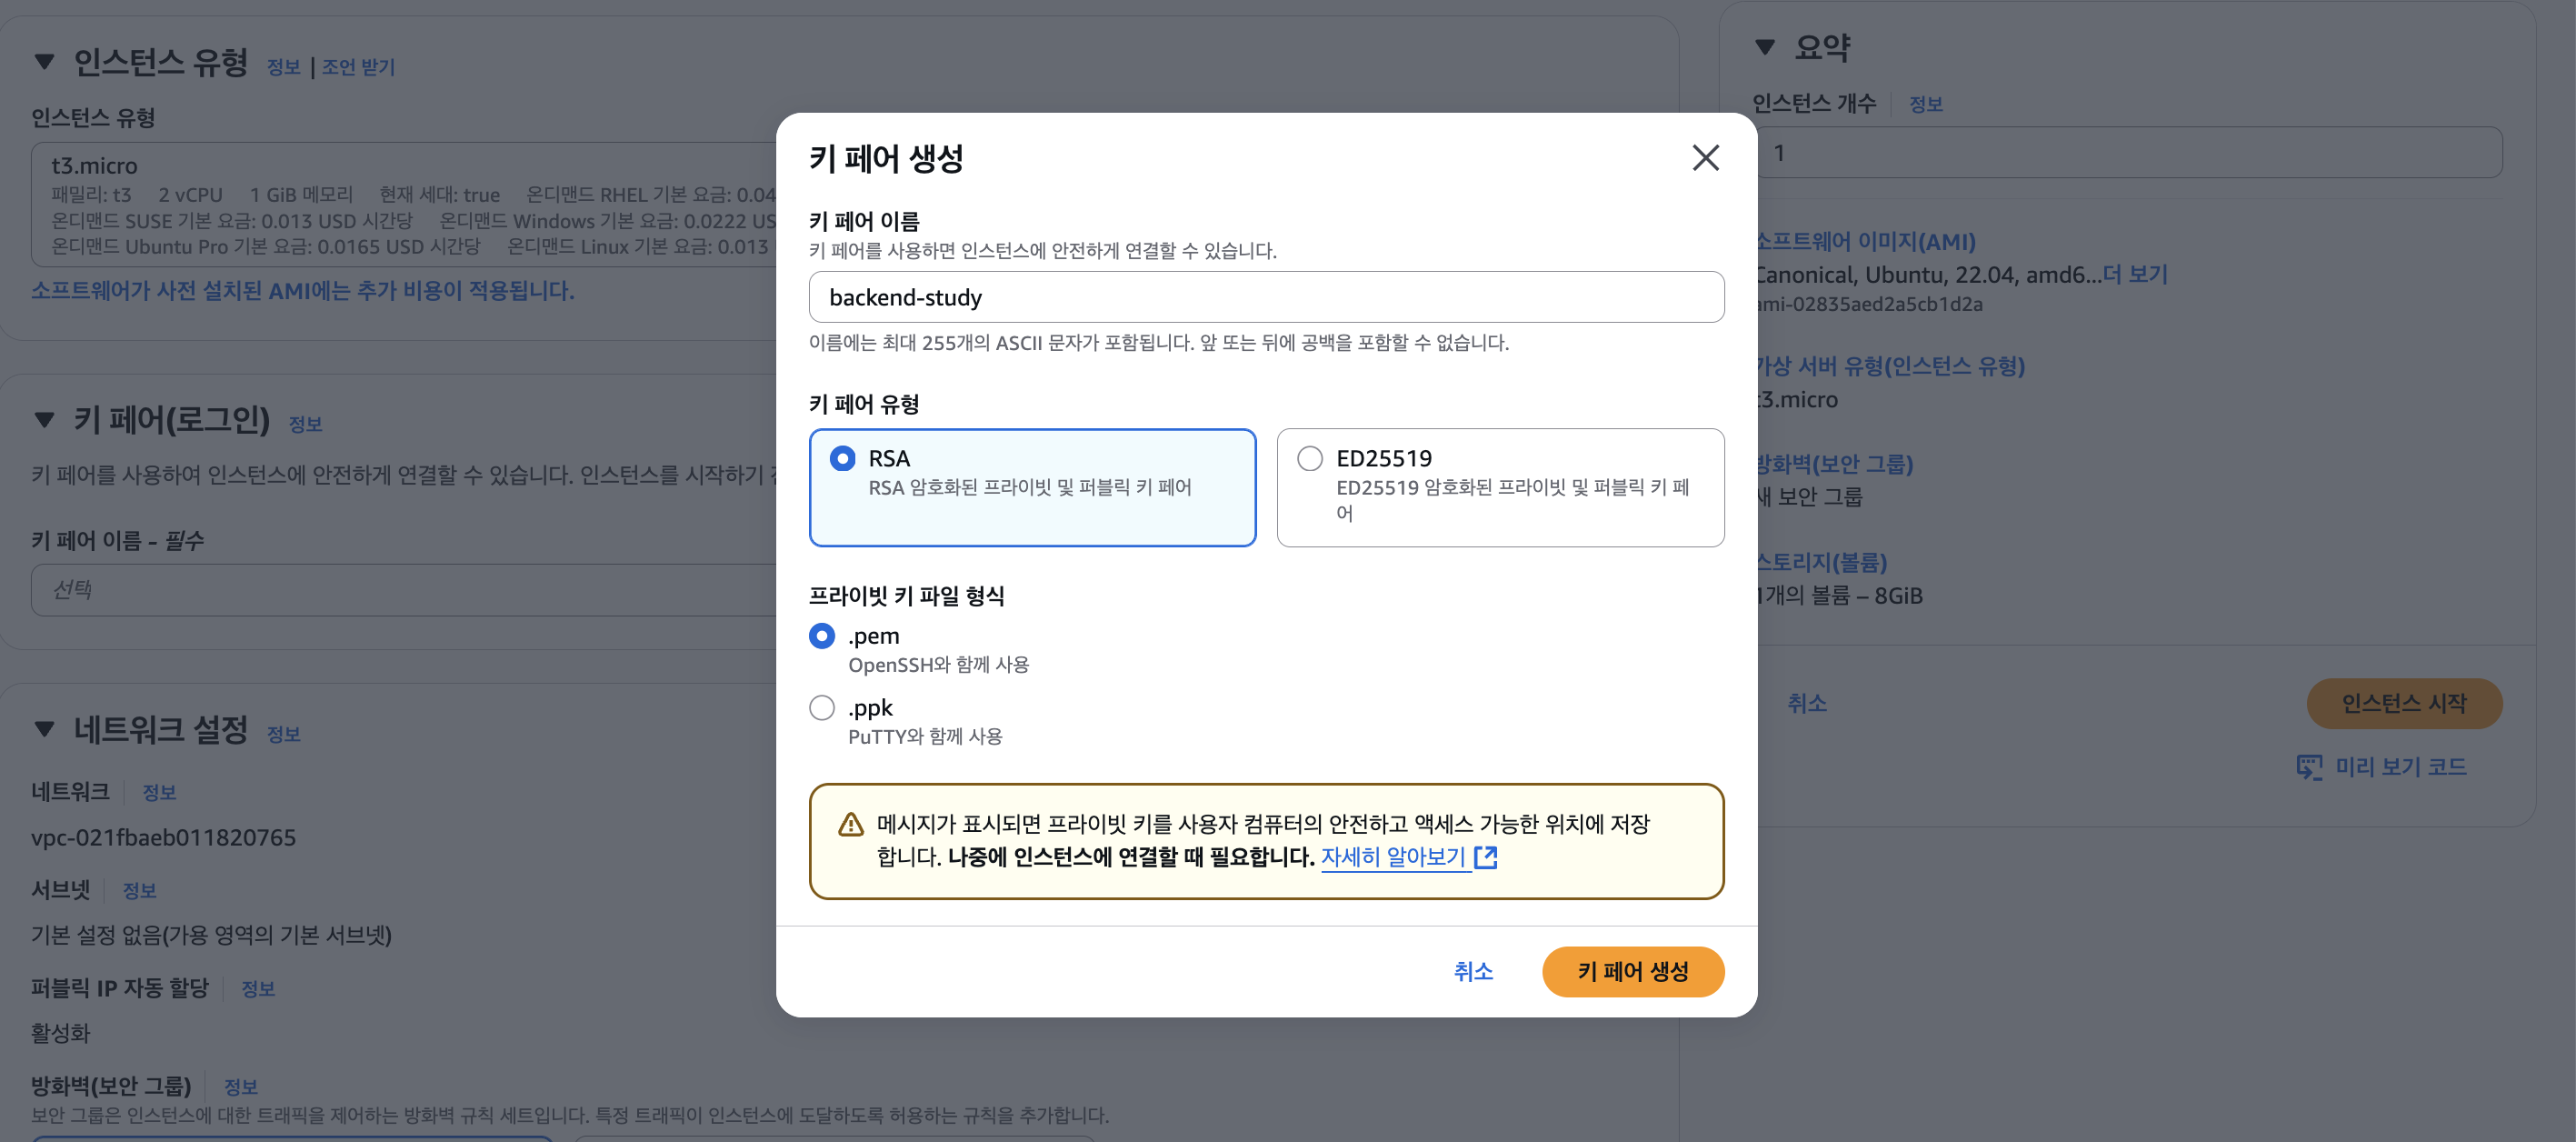 인스턴스 유형 정보 | 조언 받기
인스턴스 유형
t3.micro
패밀리: t3 2 vCPU 1 GiB 메모리 현재 세대: true 온디맨드 RHEL 기본 요금: 0.04
온디맨드 SUSE 기본 요금: 0.013 USD 시간당 온디맨드 Windows 기본 요금: 0.0222 US
온디맨드 Ubuntu Pro 기본 요금: 0.0165 USD 시간당 온디맨드 Linux 기본 요금: 0.013
소프트웨어가 사전 설치된 AMI에는 추가 비용이 적용됩니다.
키 페어(로그인) 정보
키 페어를 사용하여 인스턴스에 안전하게 연결할 수 있습니다. 인스턴스를 시작하기
키 페어 이름 - 필수
선택
네트워크 설정 정보
네트워크 정보
vpc-021fbaeb011820765
서브넷 정보
기본 설정 없음(가용 영역의 기본 서브넷)
퍼블릭 IP 자동 할당 정보
활성화
방화벽(보안 그룹) 정보
보안 그룹은 인스턴스에 대한 트래픽을 제어하는 방화벽 규칙 세트입니다. 특정 트래픽이 인스턴스에 도달하도록 허용하는 규칙을 추가합니다.
키 페어 생성
키 페어 이름
키 페어를 사용하면 인스턴스에 안전하게 연결할 수 있습니다.
backend-study
이름에는 최대 255개의 ASCII 문자가 포함됩니다. 앞 또는 뒤에 공백을 포함할 수 없습니다.
키 페어 유형
RSA
RSA 암호화된 프라이빗 및 퍼블릭 키 페어
ED25519
ED25519 암호화된 프라이빗 및 퍼블릭 키 페
어
프라이빗 키 파일 형식
.pem
OpenSSH와 함께 사용
.ppk
PuTTY와 함께 사용
메시지가 표시되면 프라이빗 키를 사용자 컴퓨터의 안전하고 액세스 가능한 위치에 저장
합니다. 나중에 인스턴스에 연결할 때 필요합니다. 자세히 알아보기
취소 키 페어 생성
요약
인스턴스 개수 정보
1
소프트웨어 이미지(AMI)
Canonical, Ubuntu, 22.04, amd6...더 보기
ami-02835aed2a5cb1d2a
가상 서버 유형(인스턴스 유형)
t3.micro
방화벽(보안 그룹)
새 보안 그룹
스토리지(볼륨)
1개의 볼륨 – 8GiB
취소 인스턴스 시작
미리 보기 코드